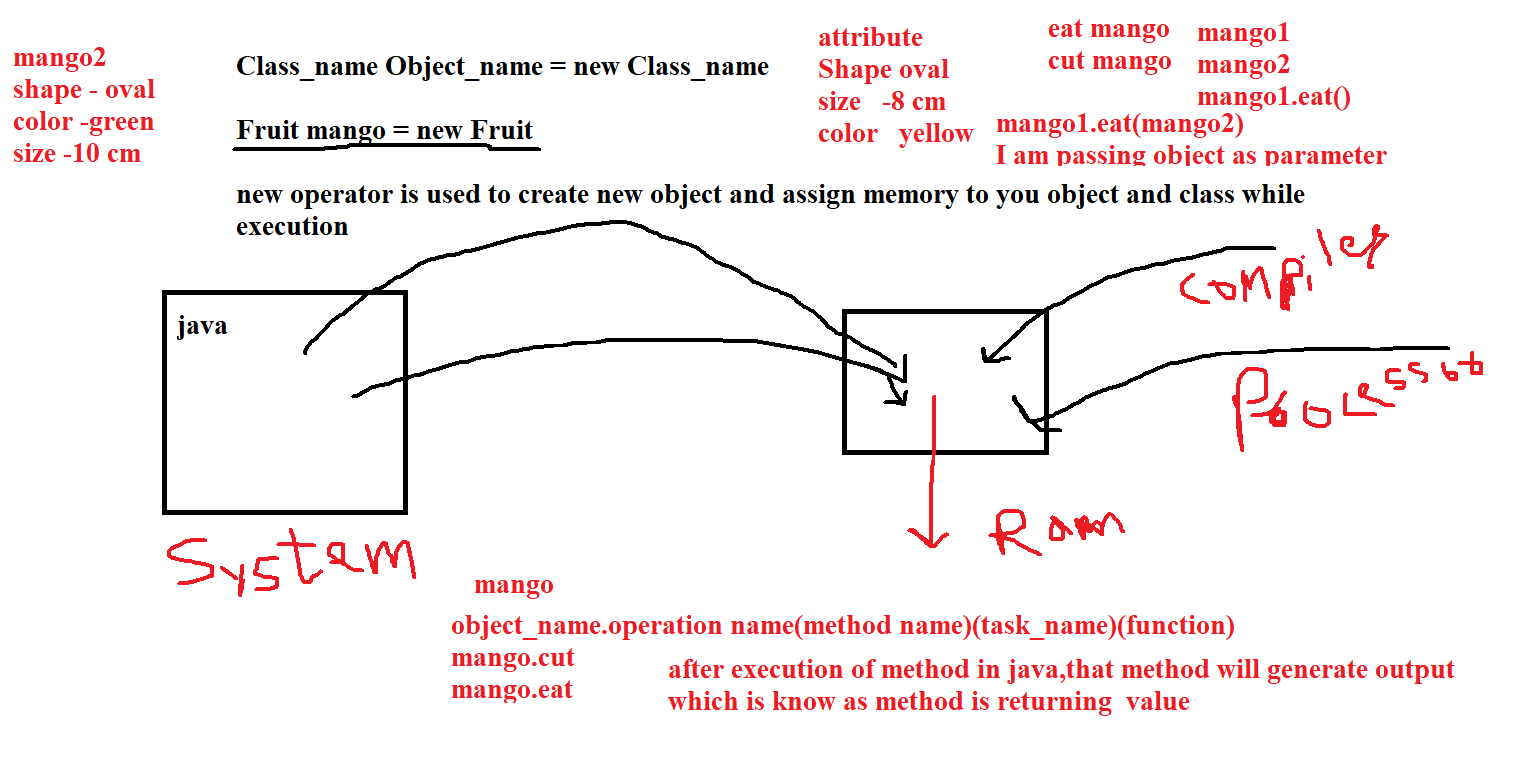 mango2
shape - oval
color -green
size -10 cm
Class_name Object_name = new Class_name
Fruit mango = new Fruit
attribute
Shape oval
size -8 cm
color yellow
eat mango
cut mango
mango1
mango2
mango1.eat()
mango1.eat(mango2)
I am passing object as parameter
new operator is used to create new object and assign memory to you object and class while
execution
java
compiler
Processor
System
Ram
mango
object_name.operation name(method name)(task_name)(function)
mango.cut
mango.eat
after execution of method in java,that method will generate output
which is know as method is returning value